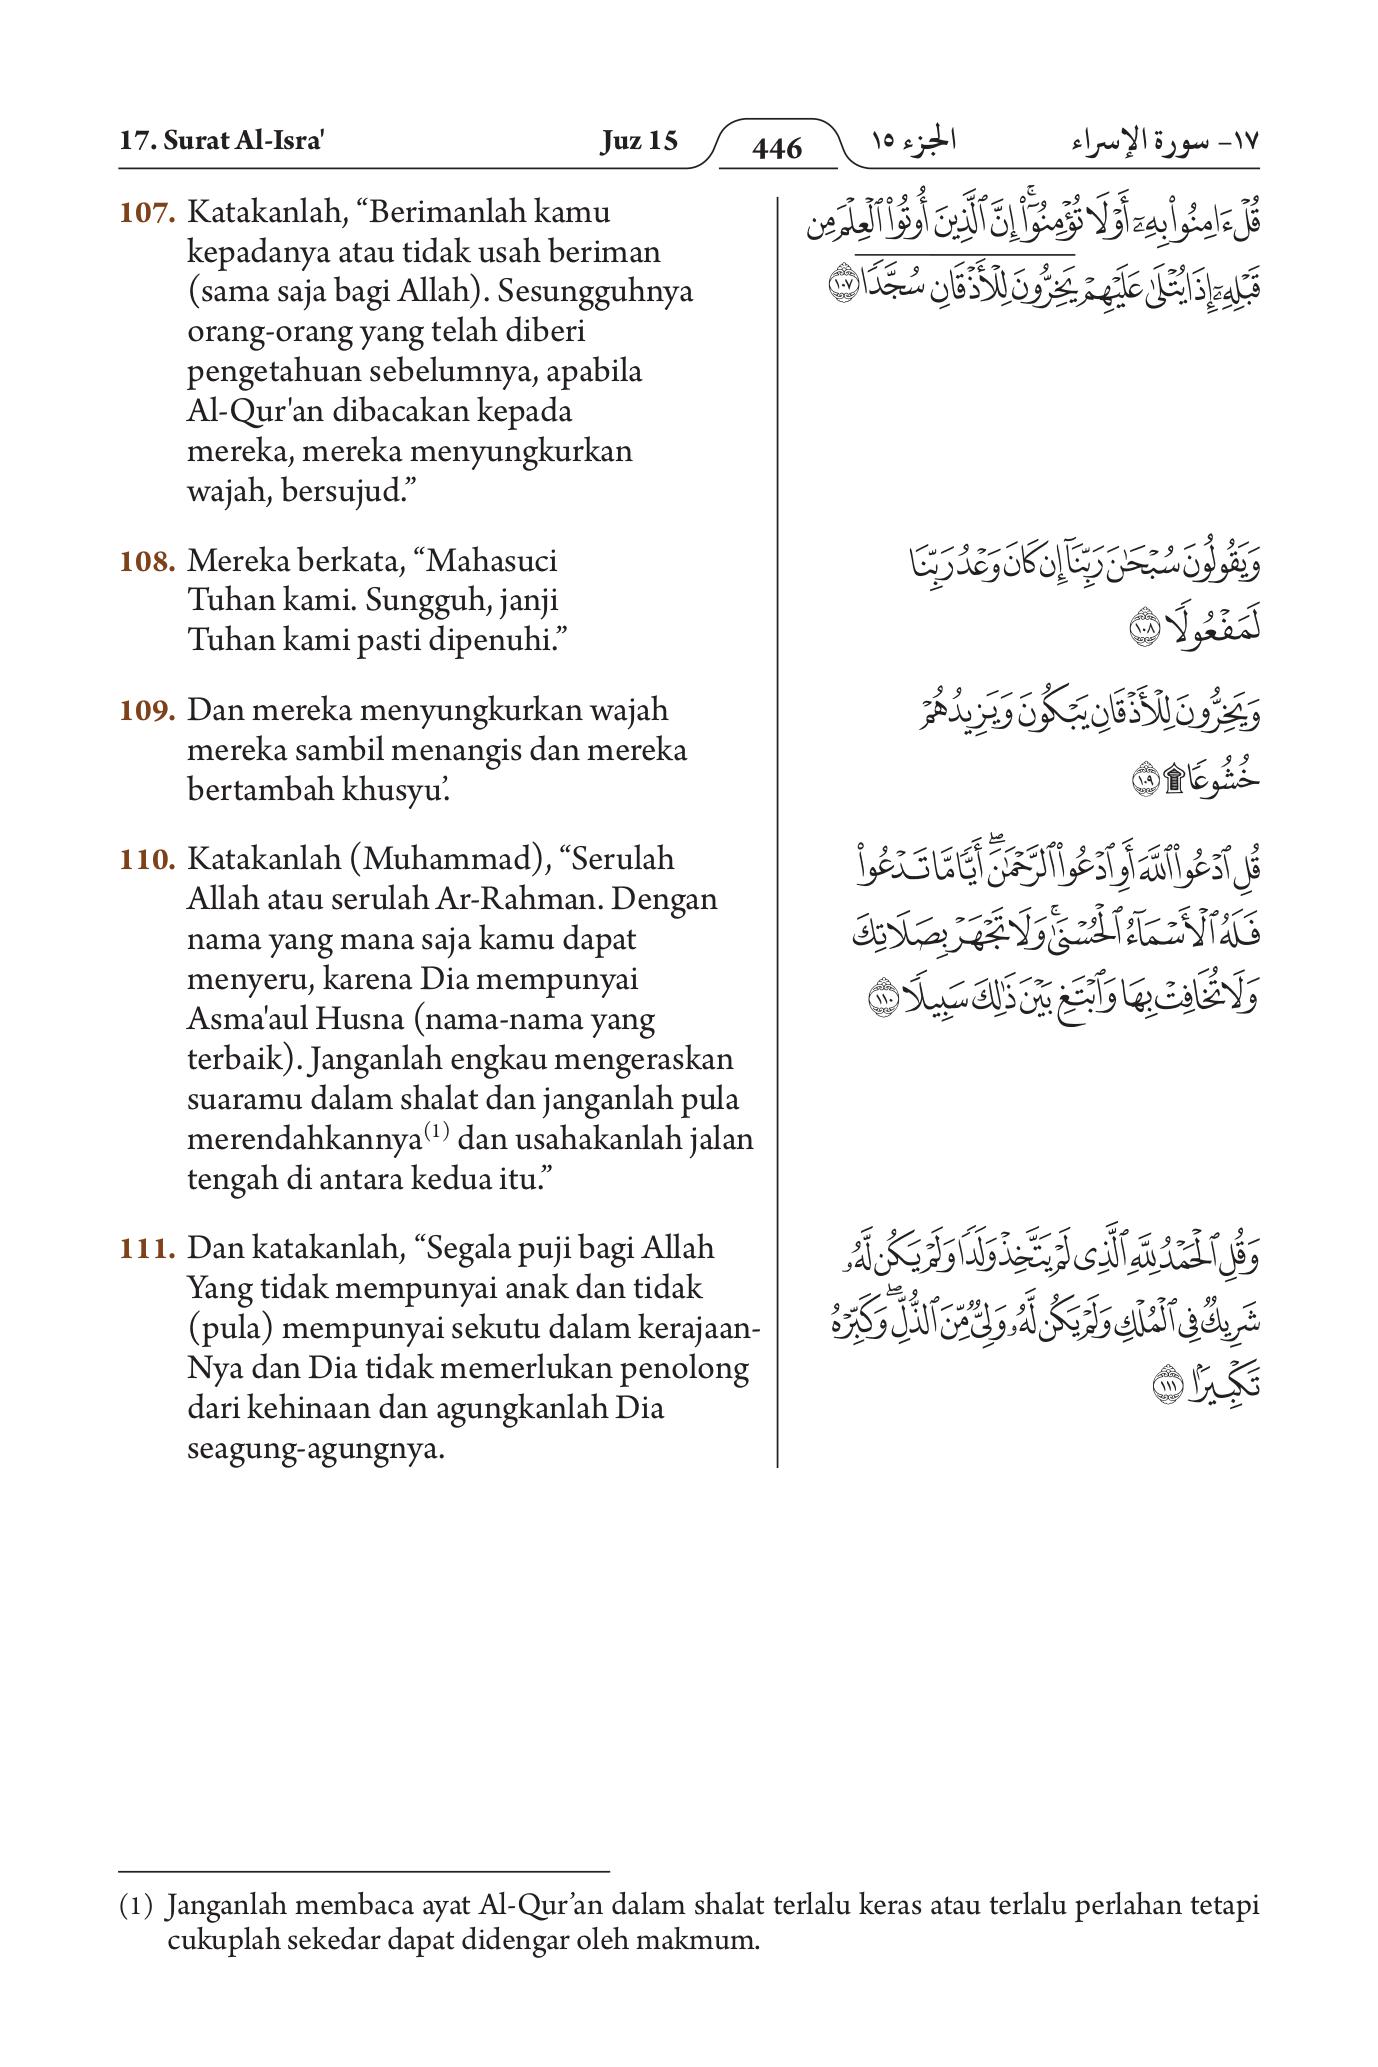 17. Surat Al-Isra' Juz 15 446 الجزء ١٥ ١٧- سورة الإسراء
107. Katakanlah, “Berimanlah kamu
kepadanya atau tidak usah beriman
(sama saja bagi Allah). Sesungguhnya
orang-orang yang telah diberi
pengetahuan sebelumnya, apabila
Al-Qur'an dibacakan kepada
mereka, mereka menyungkurkan
wajah, bersujud.”
قُلۡ ءَامِنُواْ بِهِۦٓ أَوۡ لَا تُؤۡمِنُوٓاْۚ إِنَّ ٱلَّذِينَ أُوتُواْ ٱلۡعِلۡمَ مِن
قَبۡلِهِۦٓ إِذَا يُتۡلَىٰ عَلَيۡهِمۡ يَخِرُّونَ لِلۡأَذۡقَانِ سُجَّدٗا ١٠٧
108. Mereka berkata, “Mahasuci
Tuhan kami. Sungguh, janji
Tuhan kami pasti dipenuhi.”
وَيَقُولُونَ سُبۡحَٰنَ رَبِّنَآ إِن كَانَ وَعۡدُ رَبِّنَا
لَمَفۡعُولٗا ١٠٨
109. Dan mereka menyungkurkan wajah
mereka sambil menangis dan mereka
bertambah khusyu’.
وَيَخِرُّونَ لِلۡأَذۡقَانِ يَبۡكُونَ وَيَزِيدُهُمۡ
خُشُوعٗا۩ ١٠٩
110. Katakanlah (Muhammad), “Serulah
Allah atau serulah Ar-Rahman. Dengan
nama yang mana saja kamu dapat
menyeru, karena Dia mempunyai
Asma'aul Husna (nama-nama yang
terbaik). Janganlah engkau mengeraskan
suaramu dalam shalat dan janganlah pula
merendahkannya(1) dan usahakanlah jalan
tengah di antara kedua itu.”
قُلِ ٱدۡعُواْ ٱللَّهَ أَوِ ٱدۡعُواْ ٱلرَّحۡمَٰنَۖ أَيّٗا مَّا تَدۡعُواْ
فَلَهُ ٱلۡأَسۡمَآءُ ٱلۡحُسۡنَىٰۚ وَلَا تَجۡهَرۡ بِصَلَاتِكَ
وَلَا تُخَافِتۡ بِهَا وَٱبۡتَغِ بَيۡنَ ذَٰلِكَ سَبِيلٗا ١١٠
111. Dan katakanlah, “Segala puji bagi Allah
Yang tidak mempunyai anak dan tidak
(pula) mempunyai sekutu dalam kerajaan-
Nya dan Dia tidak memerlukan penolong
dari kehinaan dan agungkanlah Dia
seagung-agungnya.
وَقُلِ ٱلۡحَمۡدُ لِلَّهِ ٱلَّذِي لَمۡ يَتَّخِذۡ وَلَدٗا وَلَمۡ يَكُن لَّهُۥ
شَرِيكٞ فِي ٱلۡمُلۡكِ وَلَمۡ يَكُن لَّهُۥ وَلِيّٞ مِّنَ ٱلذُّلِّۖ وَكَبِّرۡهُ
تَكۡبِيرَۢا ١١١
(1) Janganlah membaca ayat Al-Qur’an dalam shalat terlalu keras atau terlalu perlahan tetapi
cukuplah sekedar dapat didengar oleh makmum.